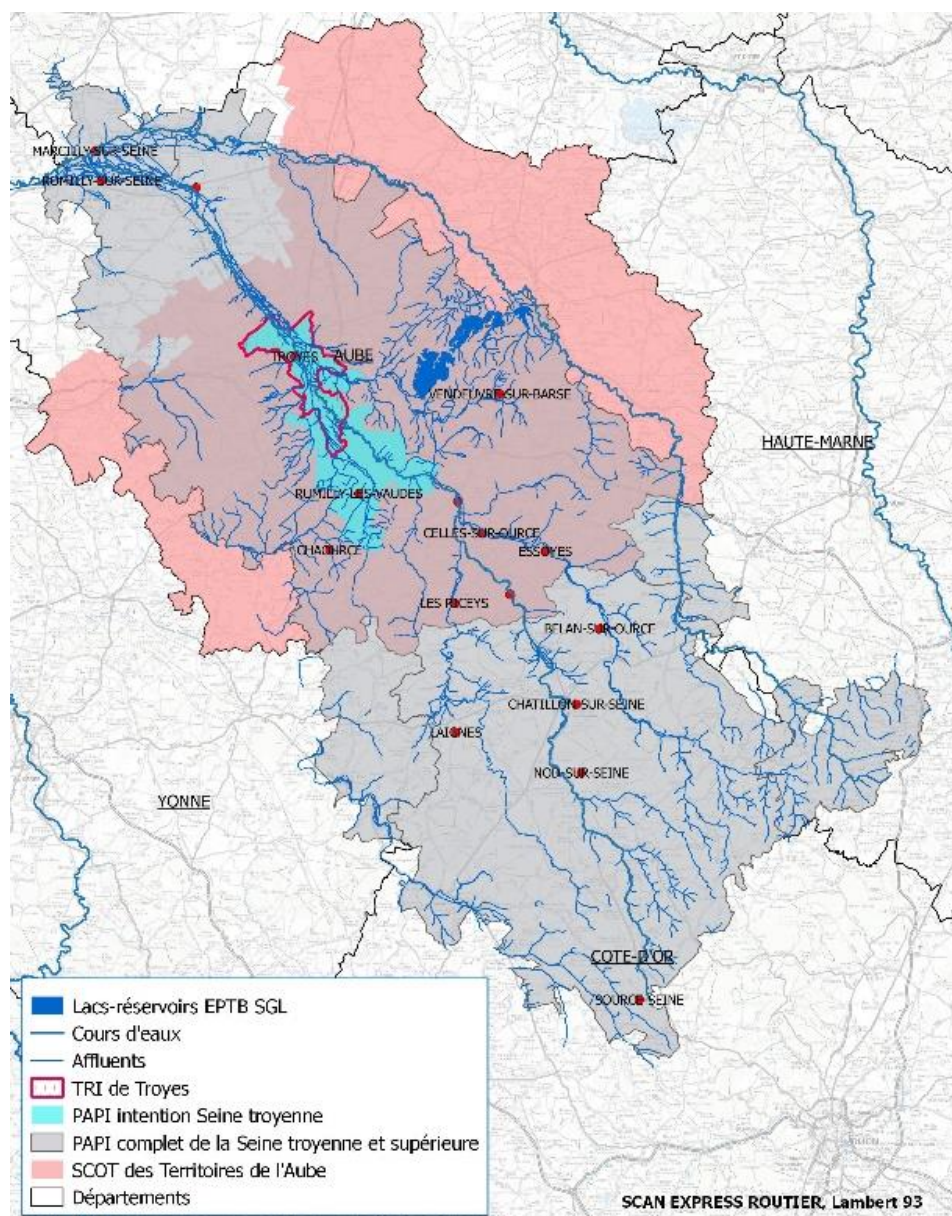 MARCILLY-SUR-SEINE
ROMILLY-SUR-SEINE
TROYES
AUBE
VENDEUVRE-SUR-BARSE
HAUTE-MARNE
RUMILLY-LES-VAUDES
CELLES-SUR-OURCE
CHAOURCE
ESSOYES
LES RICEYS
BELAN-SUR-OURCE
CHATILLON-SUR-SEINE
LAIGNES
NOD-SUR-SEINE
YONNE
COTE-D'OR
SOURCE-SEINE
Lacs-réservoirs EPTB SGL
Cours d'eaux
Affluents
TRI de Troyes
PAPI intention Seine troyenne
PAPI complet de la Seine troyenne et supérieure
SCOT des Territoires de l'Aube
Départements
SCAN EXPRESS ROUTIER, Lambert 93